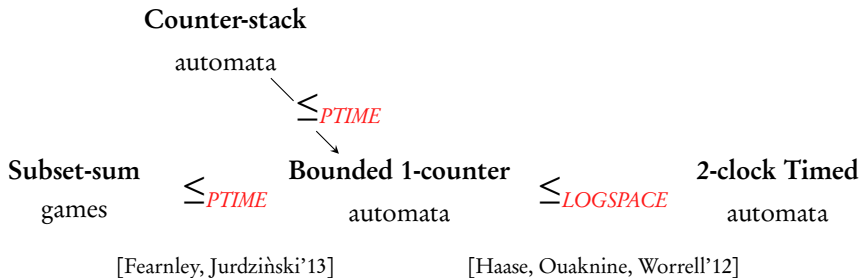 Counter-stack
automata
≤PTIME
Subset-sum ≤PTIME Bounded 1-counter ≤LOGSPACE 2-clock Timed
games automata automata
[Fearnley, Jurdziǹski’13] [Haase, Ouaknine, Worrell’12]